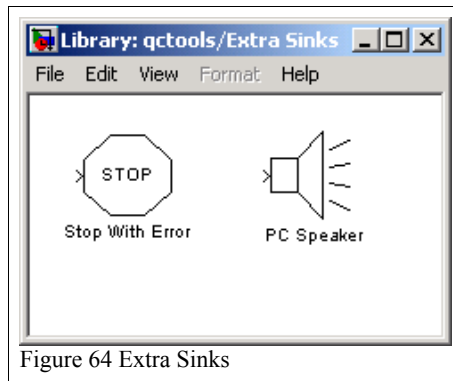 Library: qctools/Extra Sinks
File Edit View Format Help
STOP
Stop With Error
PC Speaker
Figure 64 Extra Sinks